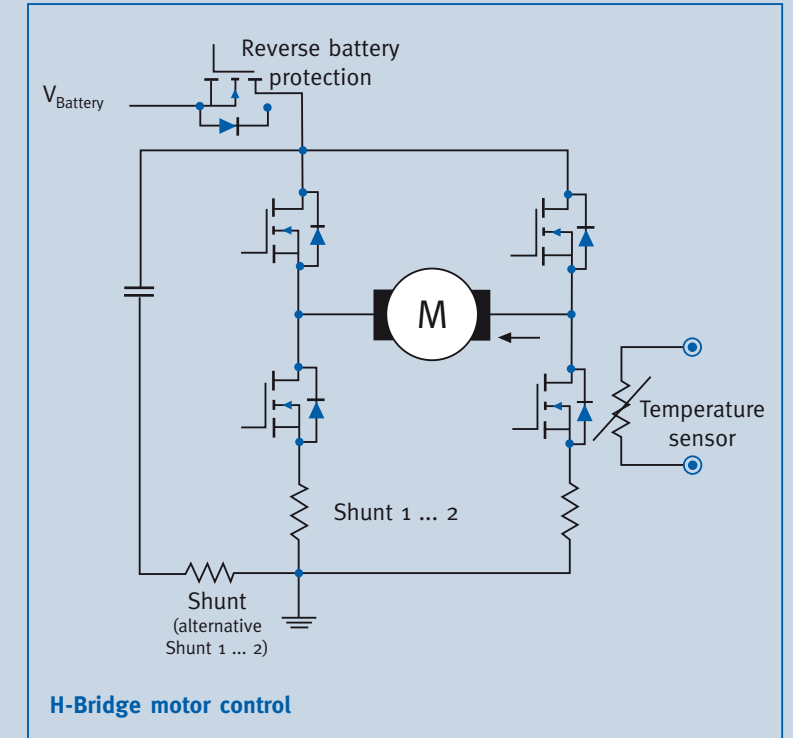 Reverse battery
protection
VBattery
M
Temperature
sensor
Shunt 1 ... 2
Shunt
(alternative
Shunt 1 ... 2)
H-Bridge motor control